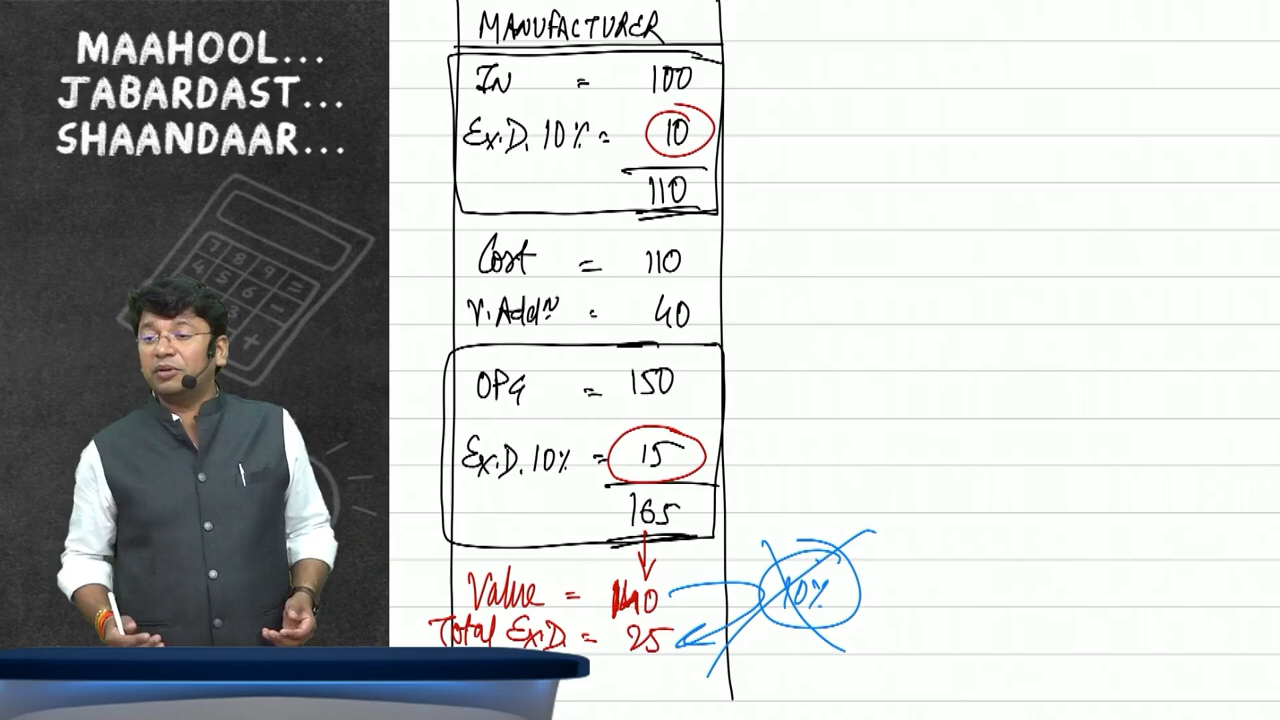 MAAHOOL...
JABARDAST...
SHAANDAAR...
MANUFACTURER
IN = 100
Ex.D. 10% = 10
110
Cost = 110
V. Addn. = 40
OPG = 150
Ex.D. 10% = 15
165
Value = 140
Total Ex.D. = 25
10%